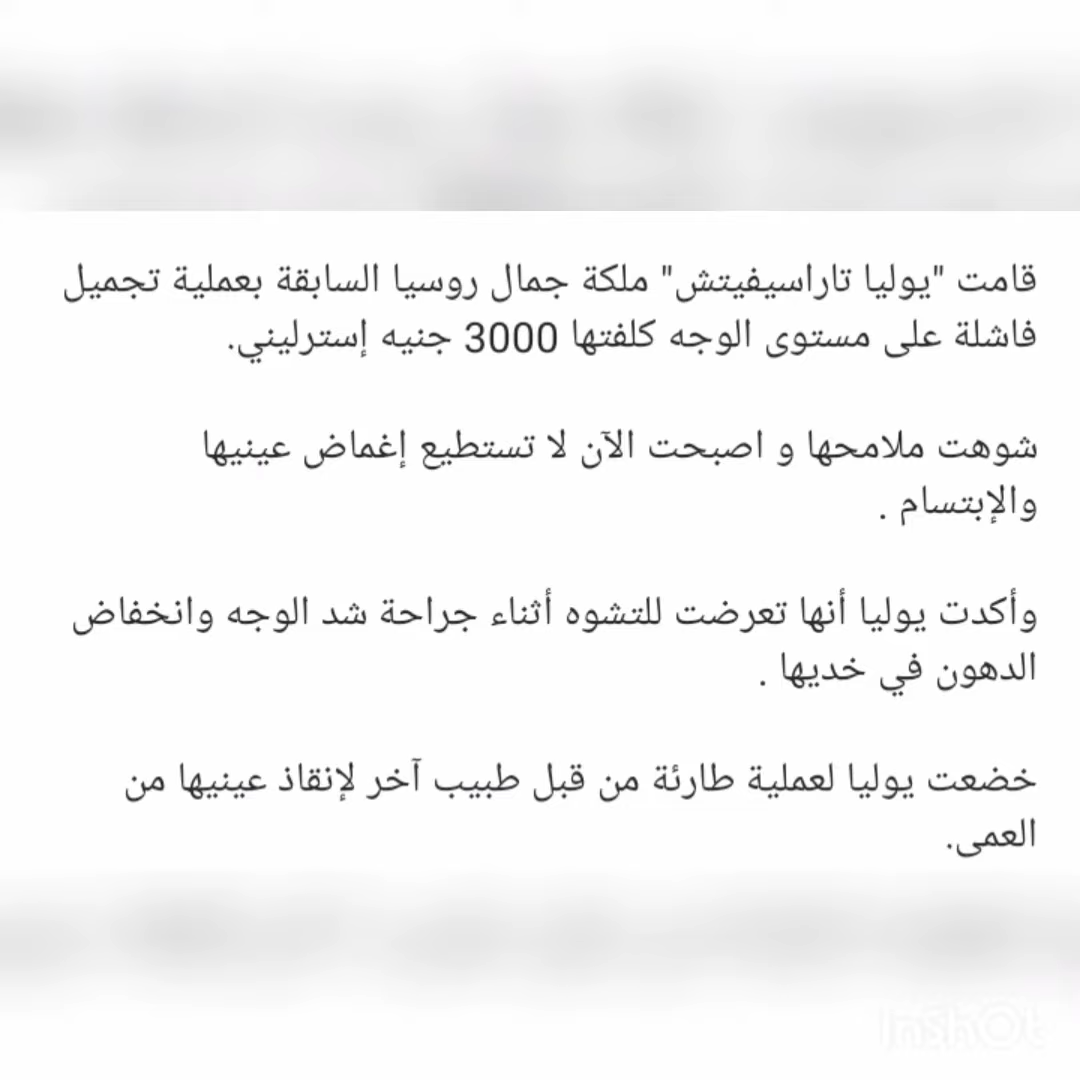 قامت "يوليا تاراسيفيتش" ملكة جمال روسيا السابقة بعملية تجميل
فاشلة على مستوى الوجه كلفتها 3000 جنيه إسترليني.
شوهت ملامحها و اصبحت الآن لا تستطيع إغماض عينيها
والإبتسام .
وأكدت يوليا أنها تعرضت للتشوه أثناء جراحة شد الوجه وانخفاض
الدهون في خديها .
خضعت يوليا لعملية طارئة من قبل طبيب آخر لإنقاذ عينيها من
العمى.
InShOt